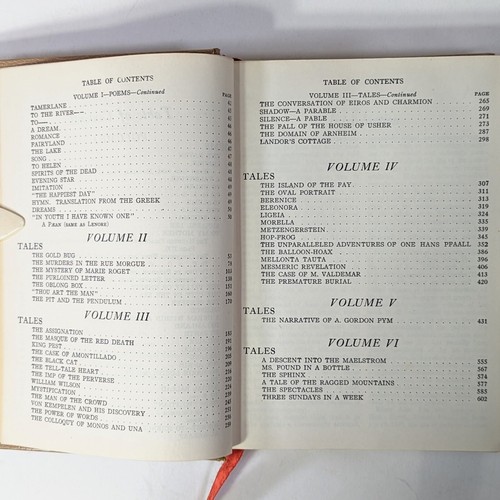 TABLE OF CONTENTS
VOLUME I—POEMS—Continued
PAGE
TAMERLANE 41
TO THE RIVER——
TO——
A DREAM
ROMANCE
FAIRYLAND
THE LAKE
SONG
TO HELEN
SPIRITS OF THE DEAD
EVENING STAR
IMITATION
"THE HAPPIEST DAY"
HYMN. TRANSLATION FROM THE GREEK
DREAMS
"IN YOUTH I HAVE KNOWN ONE"
A PÆAN (SAME AS LENORE)
VOLUME II
TALES
THE GOLD BUG
THE MURDERS IN THE RUE MORGUE
THE MYSTERY OF MARIE ROGET
THE PURLOINED LETTER
THE OBLONG BOX
"THOU ART THE MAN"
THE PIT AND THE PENDULUM
VOLUME III
TALES
THE ASSIGNATION
THE MASQUE OF THE RED DEATH 191
KING PEST 196
THE CASK OF AMONTILLADO
THE BLACK CAT
THE TELL-TALE HEART
THE IMP OF THE PERVERSE
WILLIAM WILSON
MYSTIFICATION
THE MAN OF THE CROWD
VON KEMPELEN AND HIS DISCOVERY
THE POWER OF WORDS
THE COLLOQUY OF MONOS AND UNA
TABLE OF CONTENTS
VOLUME III—TALES—Continued
PAGE
THE CONVERSATION OF EIROS AND CHARMION 265
SHADOW—A PARABLE 269
SILENCE—A FABLE 271
THE FALL OF THE HOUSE OF USHER 273
THE DOMAIN OF ARNHEIM 287
LANDOR'S COTTAGE 298
VOLUME IV
TALES
THE ISLAND OF THE FAY 307
THE OVAL PORTRAIT 311
BERENICE 313
ELEONORA 319
LIGEIA 324
MORELLA 335
METZENGERSTEIN 339
HOP-FROG 345
THE UNPARALLELED ADVENTURES OF ONE HANS PFAALL 352
THE BALLOON-HOAX 386
MELLONTA TAUTA 396
MESMERIC REVELATION 406
THE CASE OF M. VALDEMAR 413
THE PREMATURE BURIAL 420
VOLUME V
TALES
THE NARRATIVE OF A. GORDON PYM 431
VOLUME VI
TALES
A DESCENT INTO THE MAELSTROM 555
MS. FOUND IN A BOTTLE 567
THE SPHINX 574
A TALE OF THE RAGGED MOUNTAINS 577
THE SPECTACLES 585
THREE SUNDAYS IN A WEEK 602